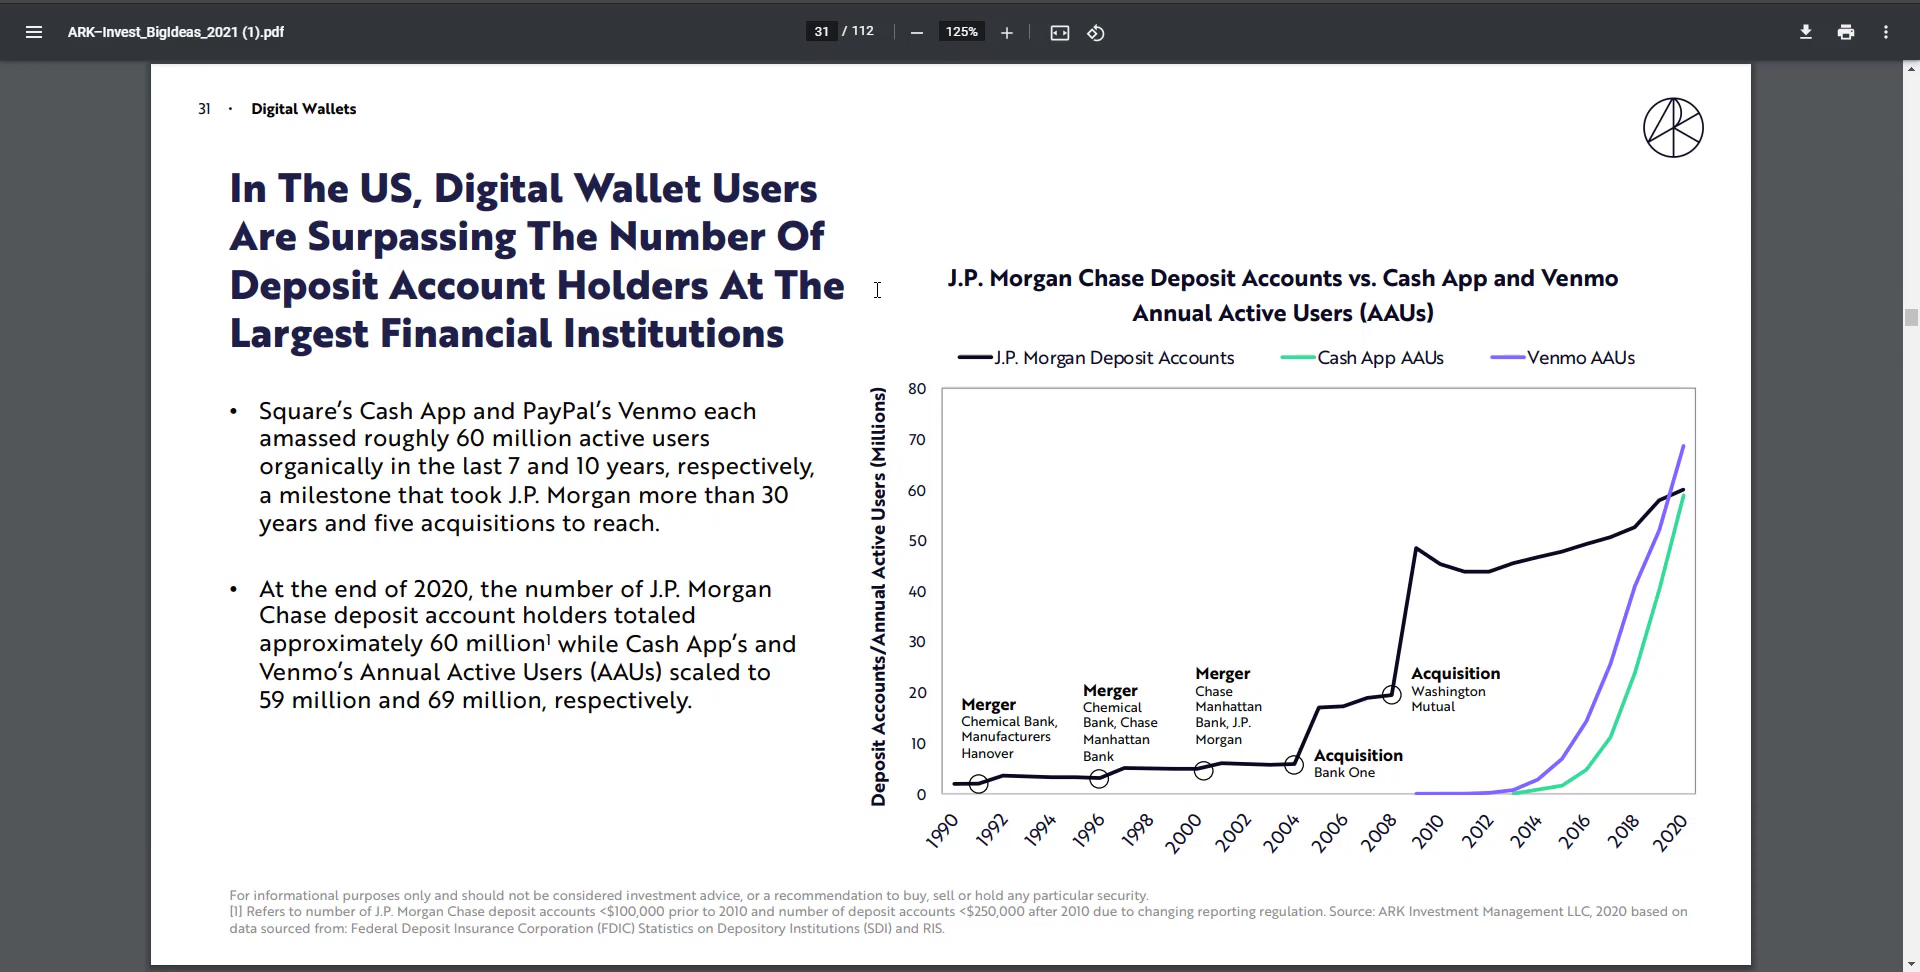 ARK–Invest_BigIdeas_2021 (1).pdf
31 / 112
125%
31 · Digital Wallets
In The US, Digital Wallet Users
Are Surpassing The Number Of
Deposit Account Holders At The
Largest Financial Institutions
• Square’s Cash App and PayPal’s Venmo each
amassed roughly 60 million active users
organically in the last 7 and 10 years, respectively,
a milestone that took J.P. Morgan more than 30
years and five acquisitions to reach.
• At the end of 2020, the number of J.P. Morgan
Chase deposit account holders totaled
approximately 60 million¹ while Cash App’s and
Venmo’s Annual Active Users (AAUs) scaled to
59 million and 69 million, respectively.
J.P. Morgan Chase Deposit Accounts vs. Cash App and Venmo
Annual Active Users (AAUs)
J.P. Morgan Deposit Accounts
Cash App AAUs
Venmo AAUs
Deposit Accounts/Annual Active Users (Millions)
80
70
60
50
40
30
20
10
0
Merger
Chemical Bank,
Manufacturers
Hanover
Merger
Chemical
Bank, Chase
Manhattan
Bank
Merger
Chase
Manhattan
Bank, J.P.
Morgan
Acquisition
Bank One
Acquisition
Washington
Mutual
1990
1992
1994
1996
1998
2000
2002
2004
2006
2008
2010
2012
2014
2016
2018
2020
For informational purposes only and should not be considered investment advice, or a recommendation to buy, sell or hold any particular security.
[1] Refers to number of J.P. Morgan Chase deposit accounts <$100,000 prior to 2010 and number of deposit accounts <$250,000 after 2010 due to changing reporting regulation. Source: ARK Investment Management LLC, 2020 based on
data sourced from: Federal Deposit Insurance Corporation (FDIC) Statistics on Depository Institutions (SDI) and RIS.